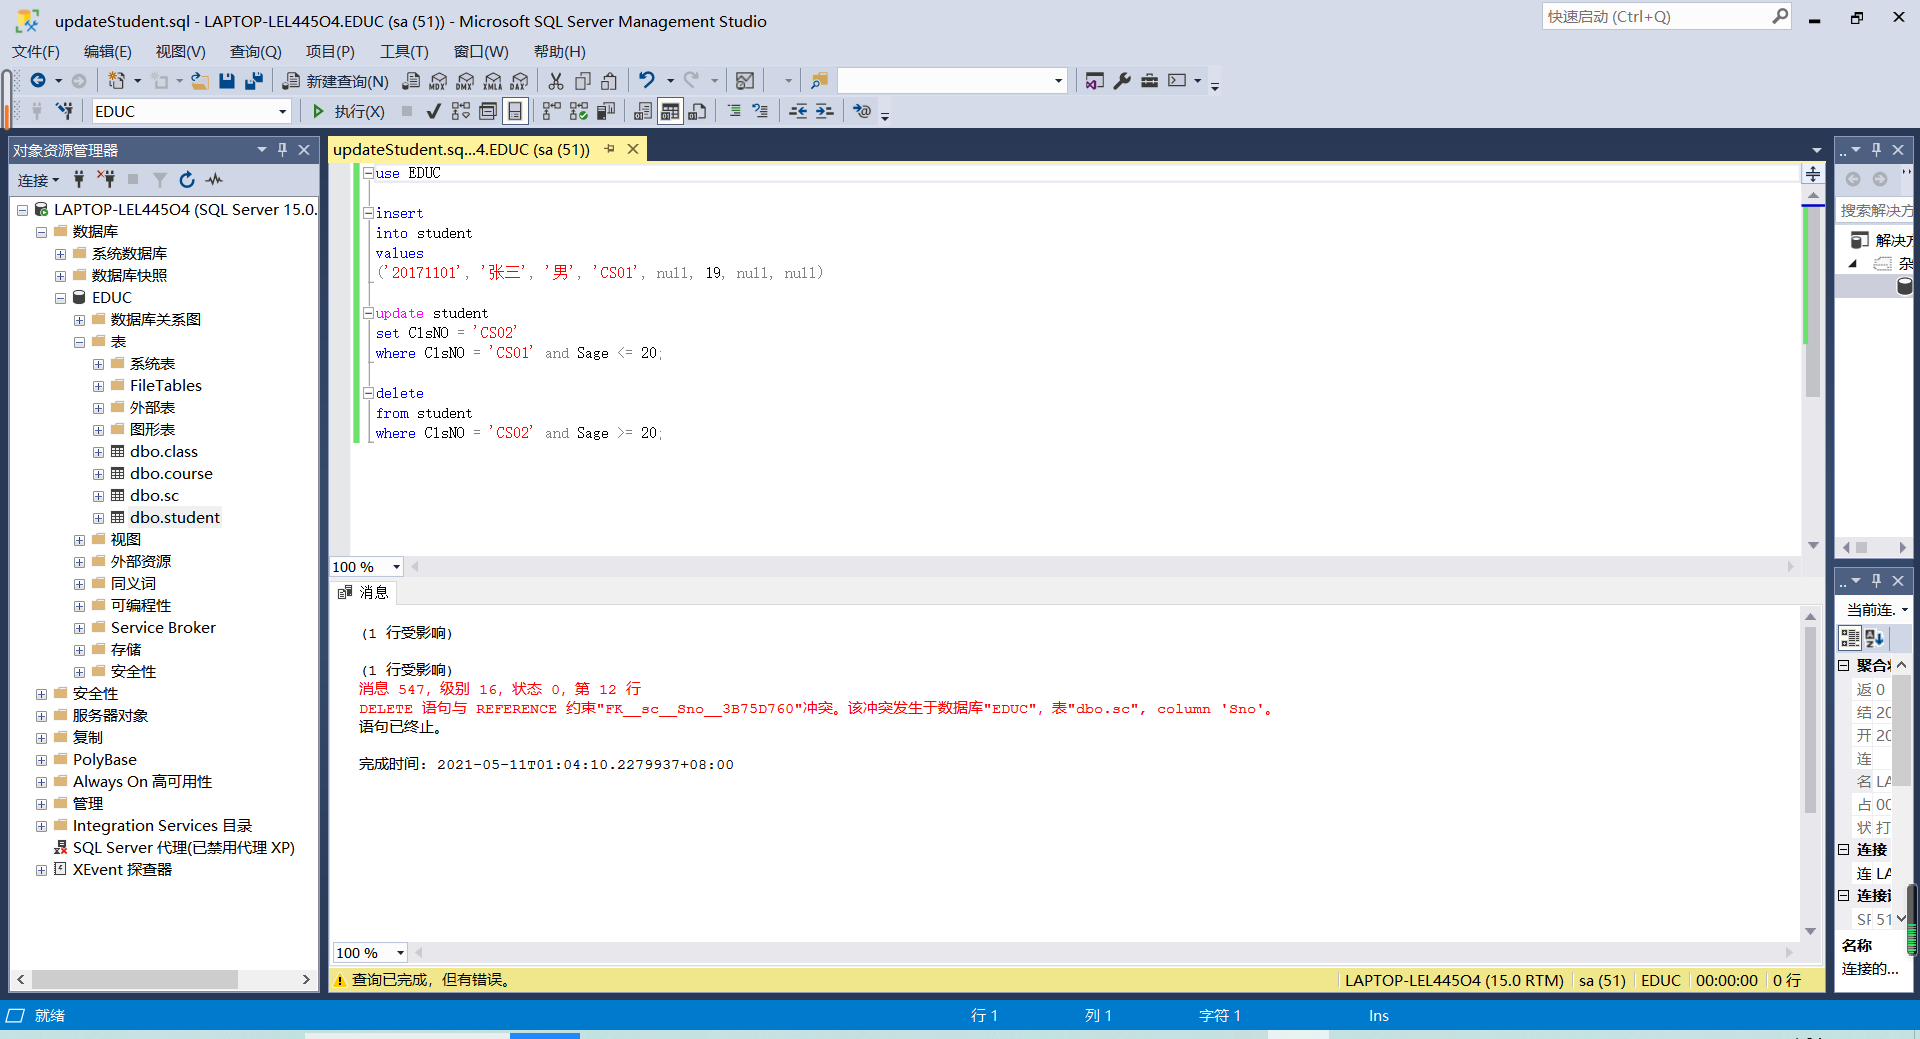 updateStudent.sql - LAPTOP-LEL445O4.EDUC (sa (51)) - Microsoft SQL Server Management Studio
快速启动 (Ctrl+Q)
文件(F) 编辑(E) 视图(V) 查询(Q) 项目(P) 工具(T) 窗口(W) 帮助(H)
新建查询(N) MDX DMX XMLA DAX
EDUC 执行(X)
对象资源管理器
连接
LAPTOP-LEL445O4 (SQL Server 15.0.
数据库
系统数据库
数据库快照
EDUC
数据库关系图
表
系统表
FileTables
外部表
图形表
dbo.class
dbo.course
dbo.sc
dbo.student
视图
外部资源
同义词
可编程性
Service Broker
存储
安全性
安全性
服务器对象
复制
PolyBase
Always On 高可用性
管理
Integration Services 目录
SQL Server 代理(已禁用代理 XP)
XEvent 探查器
updateStudent.sq...4.EDUC (sa (51))
use EDUC
insert
into student
values
('20171101', '张三', '男', 'CS01', null, 19, null, null)
update student
set ClsNO = 'CS02'
where ClsNO = 'CS01' and Sage <= 20;
delete
from student
where ClsNO = 'CS02' and Sage >= 20;
100 %
消息
(1 行受影响)
(1 行受影响)
消息 547, 级别 16, 状态 0, 第 12 行
DELETE 语句与 REFERENCE 约束"FK__sc__Sno__3B75D760"冲突。该冲突发生于数据库"EDUC", 表"dbo.sc", column 'Sno'。
语句已终止。
完成时间: 2021-05-11T01:04:10.2279937+08:00
100 %
查询已完成，但有错误。 LAPTOP-LEL445O4 (15.0 RTM) sa (51) EDUC 00:00:00 0 行
搜索解决方
解决方
杂
当前连.
聚合
返 0
结 20
开 20
连
名 LA
占 00
状 打
连接
连 LA
连接
SF 51
名称
连接的...
就绪 行 1 列 1 字符 1 Ins